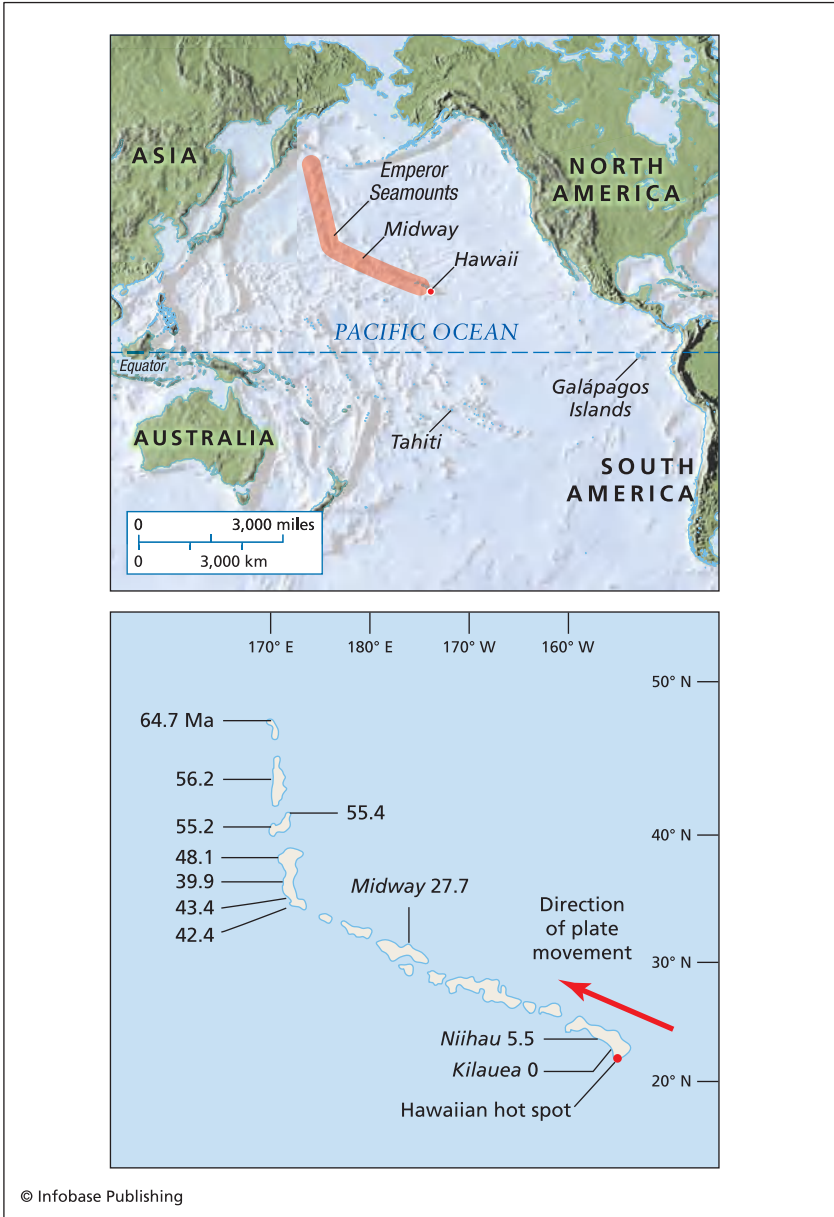 ASIA
NORTH
AMERICA
Emperor
Seamounts
Midway
Hawaii
PACIFIC OCEAN
Equator
Galápagos
Islands
Tahiti
AUSTRALIA
SOUTH
AMERICA
0 3,000 miles
0 3,000 km
170° E 180° E 170° W 160° W
50° N
64.7 Ma
56.2
55.4
55.2
40° N
48.1
39.9
43.4
42.4
Midway 27.7
Direction
of plate
movement
30° N
Niihau 5.5
Kilauea 0
20° N
Hawaiian hot spot
© Infobase Publishing